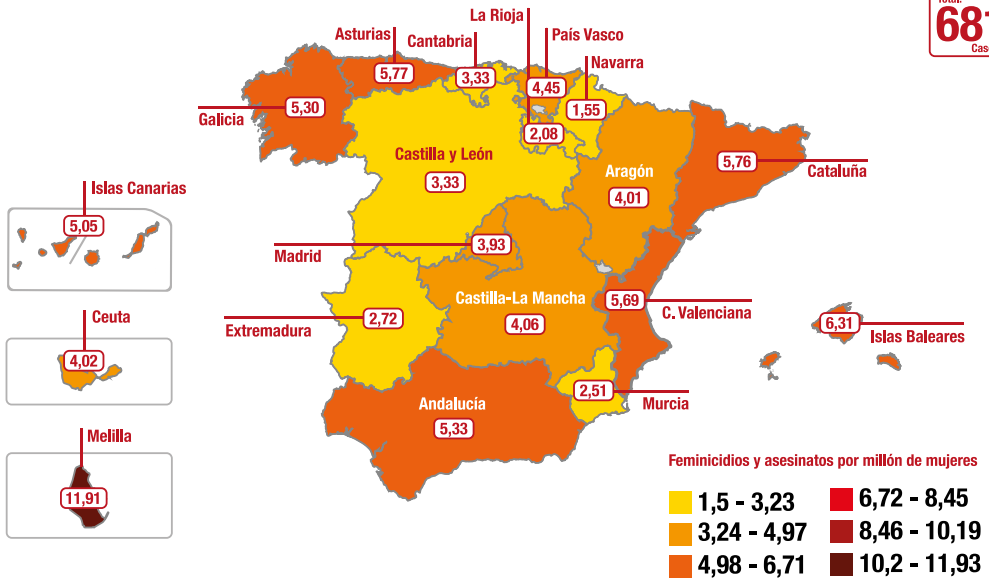 Total:
681
Cas
La Rioja
Asturias
Cantabria
País Vasco
Navarra
5,77
3,33
4,45
1,55
Galicia
5,30
2,08
Castilla y León
3,33
Aragón
4,01
5,76
Cataluña
Islas Canarias
5,05
Madrid
3,93
Castilla-La Mancha
4,06
5,69
C. Valenciana
Extremadura
2,72
6,31
Islas Baleares
Ceuta
4,02
2,51
Murcia
Andalucía
5,33
Melilla
11,91
Feminicidios y asesinatos por millón de mujeres
1,5 - 3,23
6,72 - 8,45
3,24 - 4,97
8,46 - 10,19
4,98 - 6,71
10,2 - 11,93